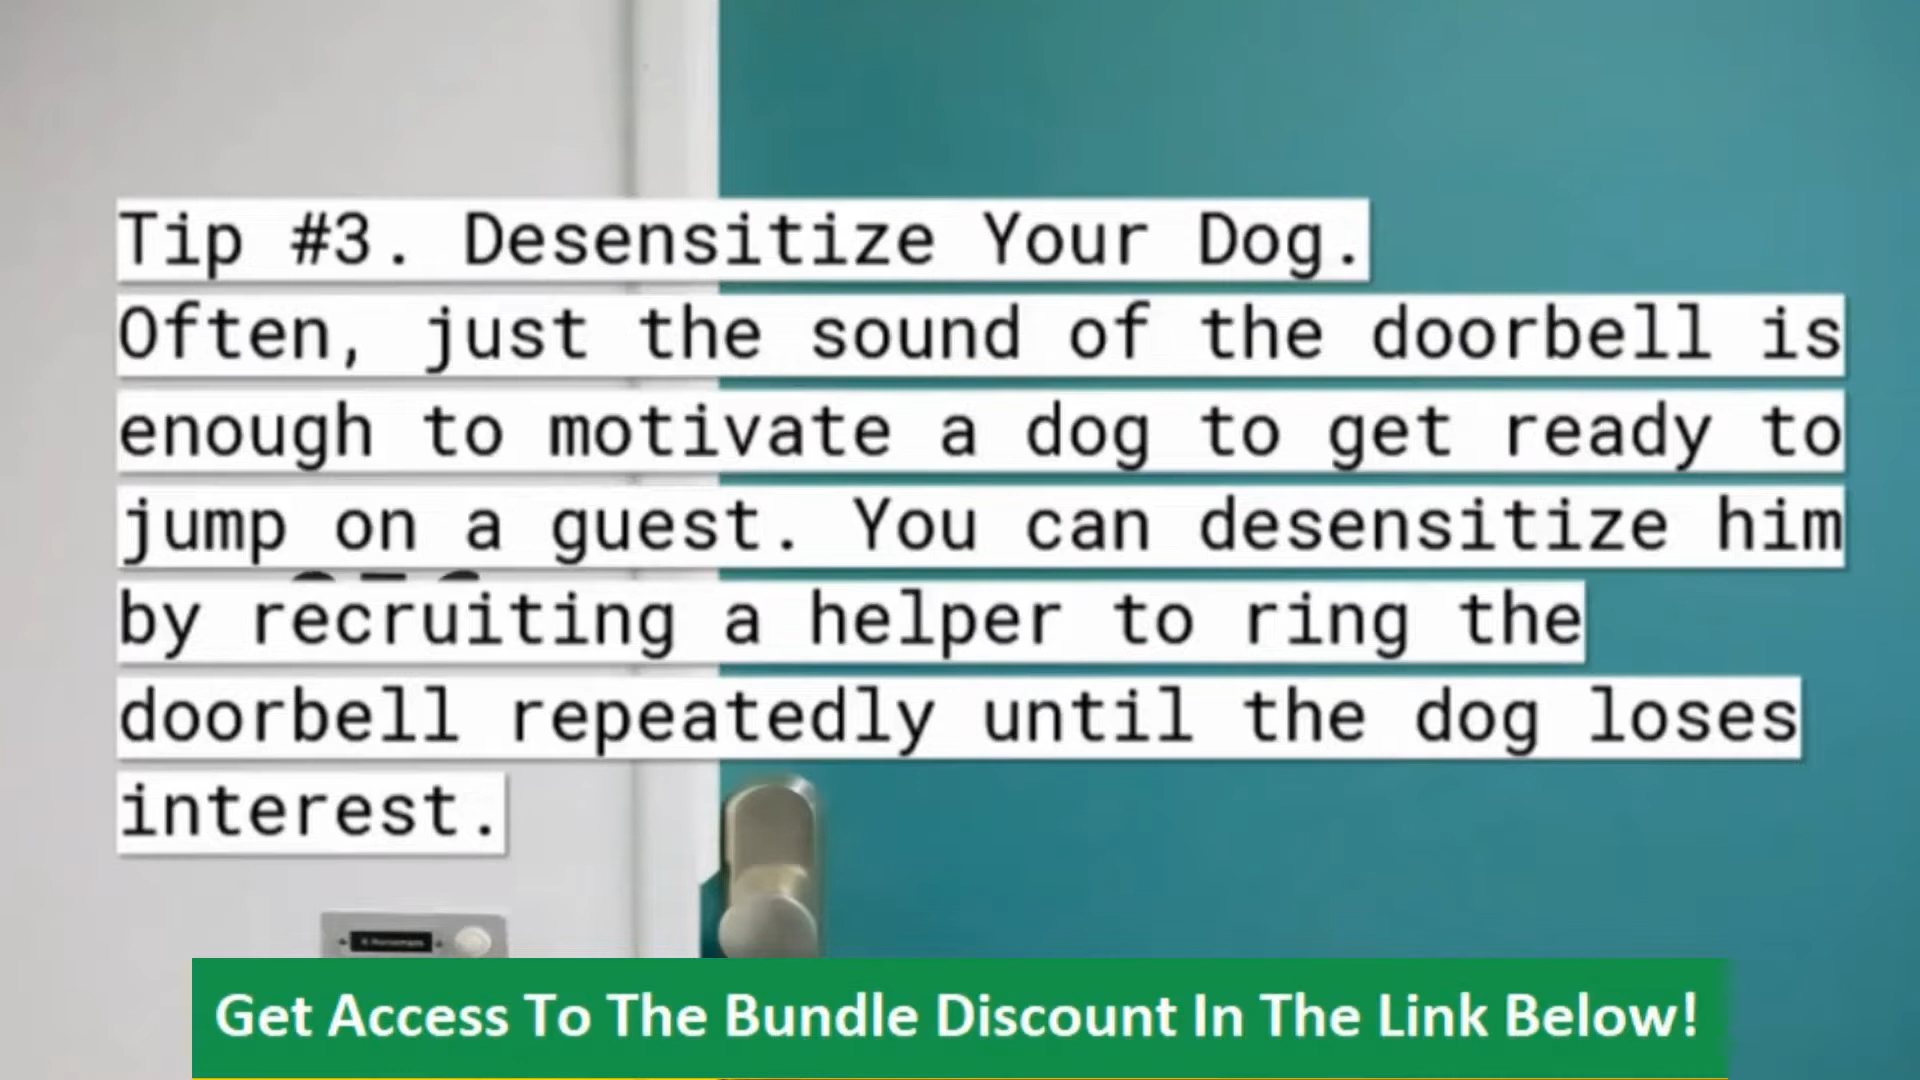 Tip #3. Desensitize Your Dog.
Often, just the sound of the doorbell is
enough to motivate a dog to get ready to
jump on a guest. You can desensitize him
by recruiting a helper to ring the
doorbell repeatedly until the dog loses
interest.
Get Access To The Bundle Discount In The Link Below!